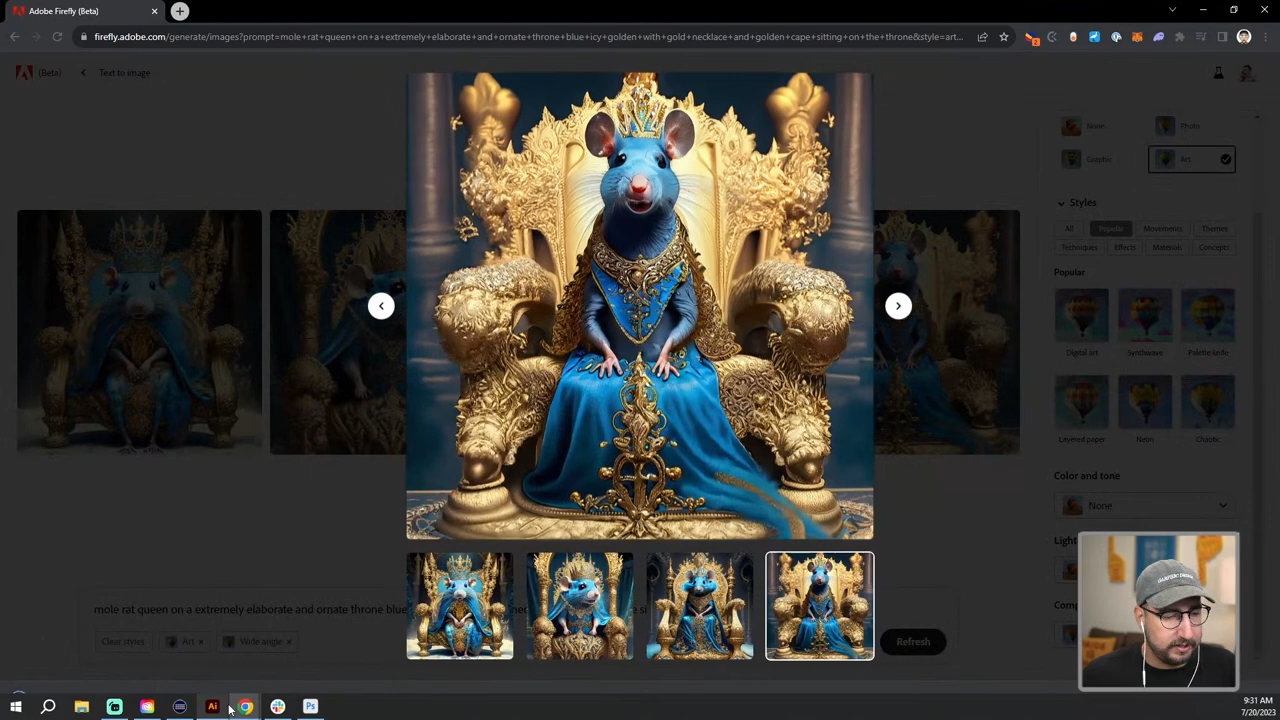 Adobe Firefly (Beta)
firefly.adobe.com/generate/images?prompt=mole+rat+queen+on+a+extremely+elaborate+and+ornate+throne+blue+icy+golden+with+gold+necklace+and+golden+cape+sitting+on+the+throne&style=art...
(Beta)
Text to image
None
Photo
Graphic
Art
Styles
All
Popular
Movements
Themes
Techniques
Effects
Materials
Concepts
Popular
Digital art
Synthwave
Palette knife
Layered paper
Neon
Chaotic
Color and tone
None
Ligh
Comp
mole rat queen on a extremely elaborate and ornate throne blue
Clear styles
Art
Wide angle
Refresh
Ai
Ps
9:31 AM
7/20/2023